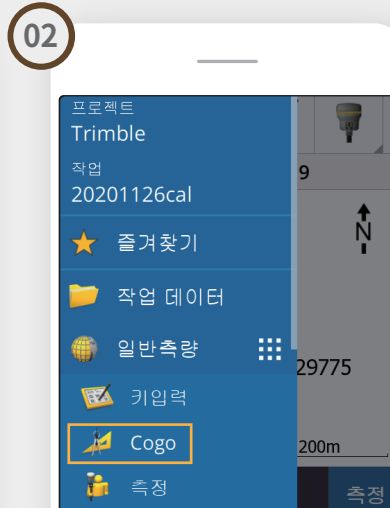 02
프로젝트
Trimble
작업
20201126cal
9
즐겨찾기
N
작업 데이터
일반측량
29775
키입력
Cogo
200m
측정
측정